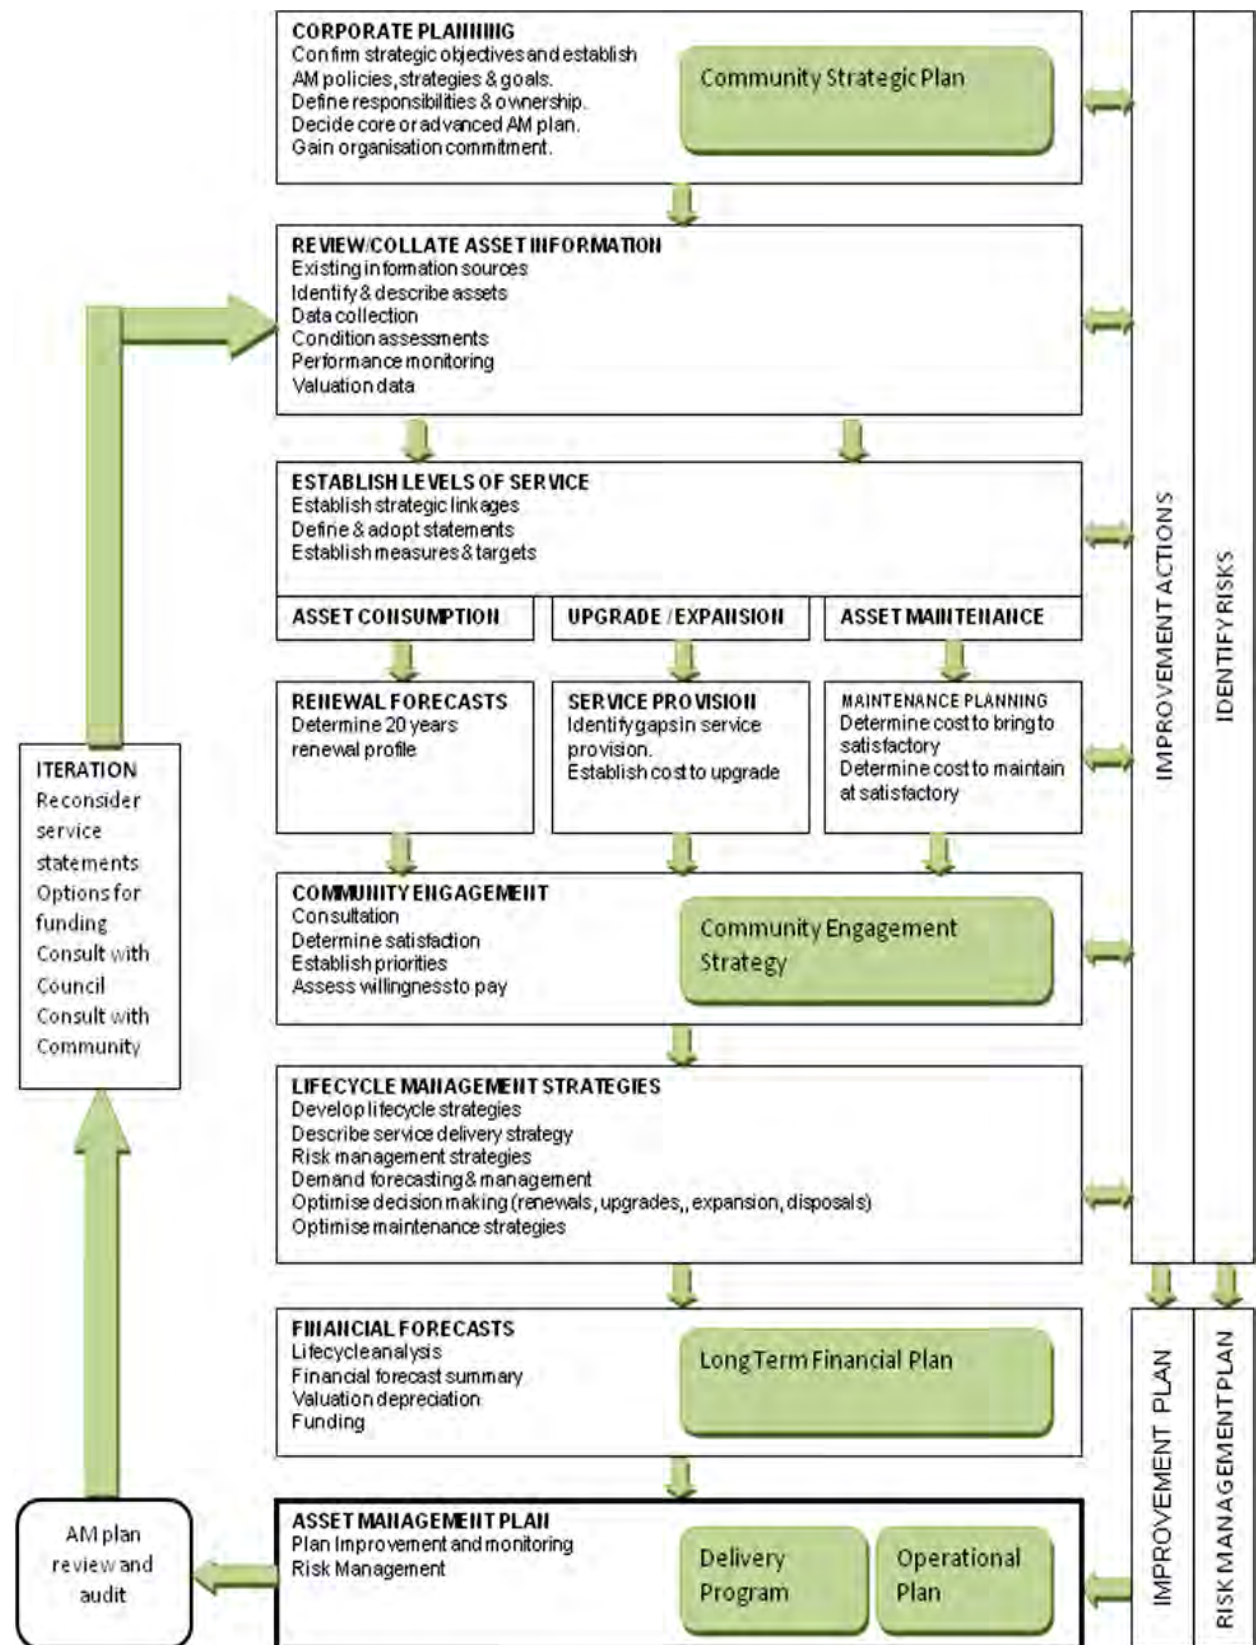 CORPORATE PLANNING
Confirm strategic objectives and establish
AM policies, strategies & goals.
Define responsibilities & ownership.
Decide core or advanced AM plan.
Gain organisation commitment.
Community Strategic Plan
REVIEW/COLLATE ASSET INFORMATION
Existing information sources
Identify & describe assets
Data collection
Condition assessments
Performance monitoring
Valuation data
ESTABLISH LEVELS OF SERVICE
Establish strategic linkages
Define & adopt statements
Establish measures & targets
ASSET CONSUMPTION
UPGRADE / EXPANSION
ASSET MAINTENANCE
RENEWAL FORECASTS
Determine 20 years
renewal profile
SERVICE PROVISION
Identify gaps in service
provision.
Establish cost to upgrade
MAINTENANCE PLANNING
Determine cost to bring to
satisfactory
Determine cost to maintain
at satisfactory
COMMUNITY ENGAGEMENT
Consultation
Determine satisfaction
Establish priorities
Assess willingness to pay
Community Engagement
Strategy
LIFECYCLE MANAGEMENT STRATEGIES
Develop lifecycle strategies
Describe service delivery strategy
Risk management strategies
Demand forecasting & management
Optimise decision making (renewals, upgrades,, expansion, disposals)
Optimise maintenance strategies
FINANCIAL FORECASTS
Lifecycle analysis
Financial forecast summary
Valuation depreciation
Funding
Long Term Financial Plan
ASSET MANAGEMENT PLAN
Plan Improvement and monitoring
Risk Management
Delivery
Program
Operational
Plan
AM plan
review and
audit
ITERATION
Reconsider
service
statements
Options for
funding
Consult with
Council
Consult with
Community
IMPROVEMENT ACTIONS
IDENTIFY RISKS
IMPROVEMENT PLAN
RISK MANAGEMENT PLAN